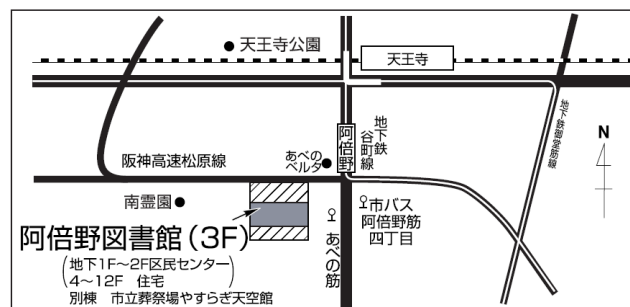 天王寺公園
天王寺
地下鉄御堂筋線
地下鉄
谷町線
阿倍野
あべの
ベルタ
阪神高速松原線
N
南霊園
市バス
阿倍野筋
四丁目
あべの筋
阿倍野図書館(3F)
(地下1F〜2F区民センター
4〜12F 住宅)
別棟 市立葬祭場やすらぎ天空館